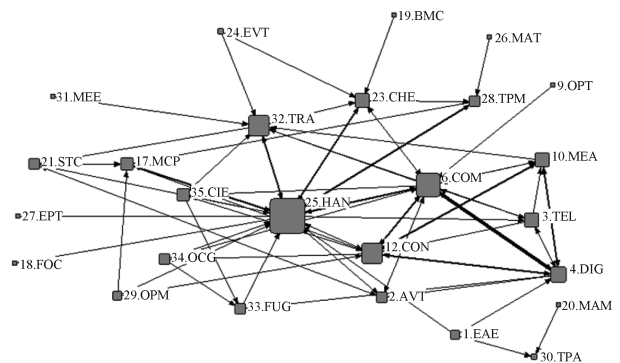 19.BMC
24.EVT
26.MAT
9.OPT
31.MEE
23.CHE
28.TPM
32.TRA
21.STC
17.MCP
10.MEA
6.COM
35.CIE
25.HAN
27.EPT
3.TEL
12.CON
18.FOC
34.OCG
4.DIG
29.OPM
33.FUG
2.AVT
20.MAM
1.EAE
30.TPA